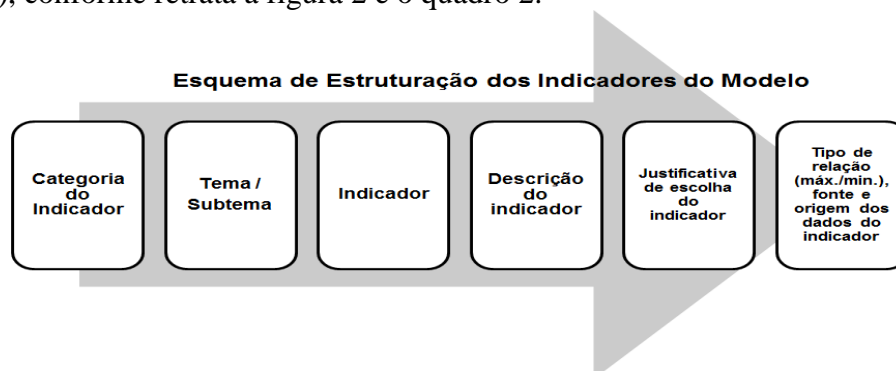 ), conforme retrata a figura 2 e o quadro 2.
Esquema de Estruturação dos Indicadores do Modelo
Categoria
do
Indicador
Tema /
Subtema
Indicador
Descrição
do
indicador
Justificativa
de escolha
do
indicador
Tipo de
relação
(máx./min.),
fonte e
origem dos
dados do
indicador